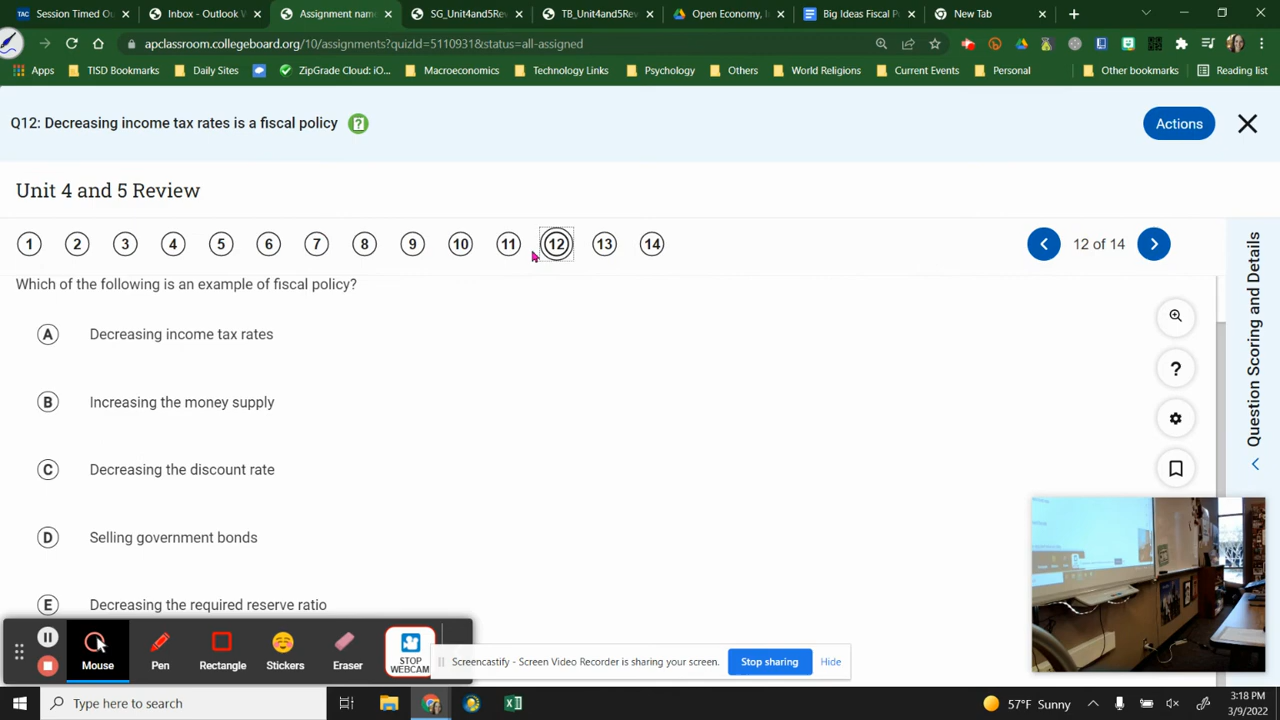 Session Timed Ou
Inbox - Outlook W
Assignment name
SG_Unit4and5Rev
TB_Unit4and5Rev
Open Economy, I
Big Ideas Fiscal P
New Tab
apclassroom.collegeboard.org/10/assignments?quizId=5110931&status=all-assigned
Apps
TISD Bookmarks
Daily Sites
ZipGrade Cloud: iO...
Macroeconomics
Technology Links
Psychology
Others
World Religions
Current Events
Personal
Other bookmarks
Reading list
Q12: Decreasing income tax rates is a fiscal policy
Actions
Unit 4 and 5 Review
1 2 3 4 5 6 7 8 9 10 11 12 13 14
12 of 14
Question Scoring and Details
Which of the following is an example of fiscal policy?
A Decreasing income tax rates
B Increasing the money supply
C Decreasing the discount rate
D Selling government bonds
E Decreasing the required reserve ratio
Mouse
Pen
Rectangle
Stickers
Eraser
STOP
WEBCAM
Screencastify - Screen Video Recorder is sharing your screen.
Stop sharing
Hide
Type here to search
57°F Sunny
3:18 PM
3/9/2022